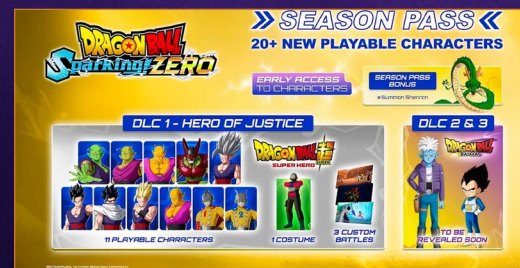 DRAGON BALL
Sparking! ZERO
» SEASON PASS «
20+ NEW PLAYABLE CHARACTERS
EARLY ACCESS
TO CHARACTERS
SEASON PASS
BONUS
»Summon Shenron
DLC 1 - HERO OF JUSTICE
11 PLAYABLE CHARACTERS
DRAGON BALL
SUPER HERO
1 COSTUME
3 CUSTOM
BATTLES
DLC 2 & 3
DRAGON BALL
TO BE
REVEALED SOON